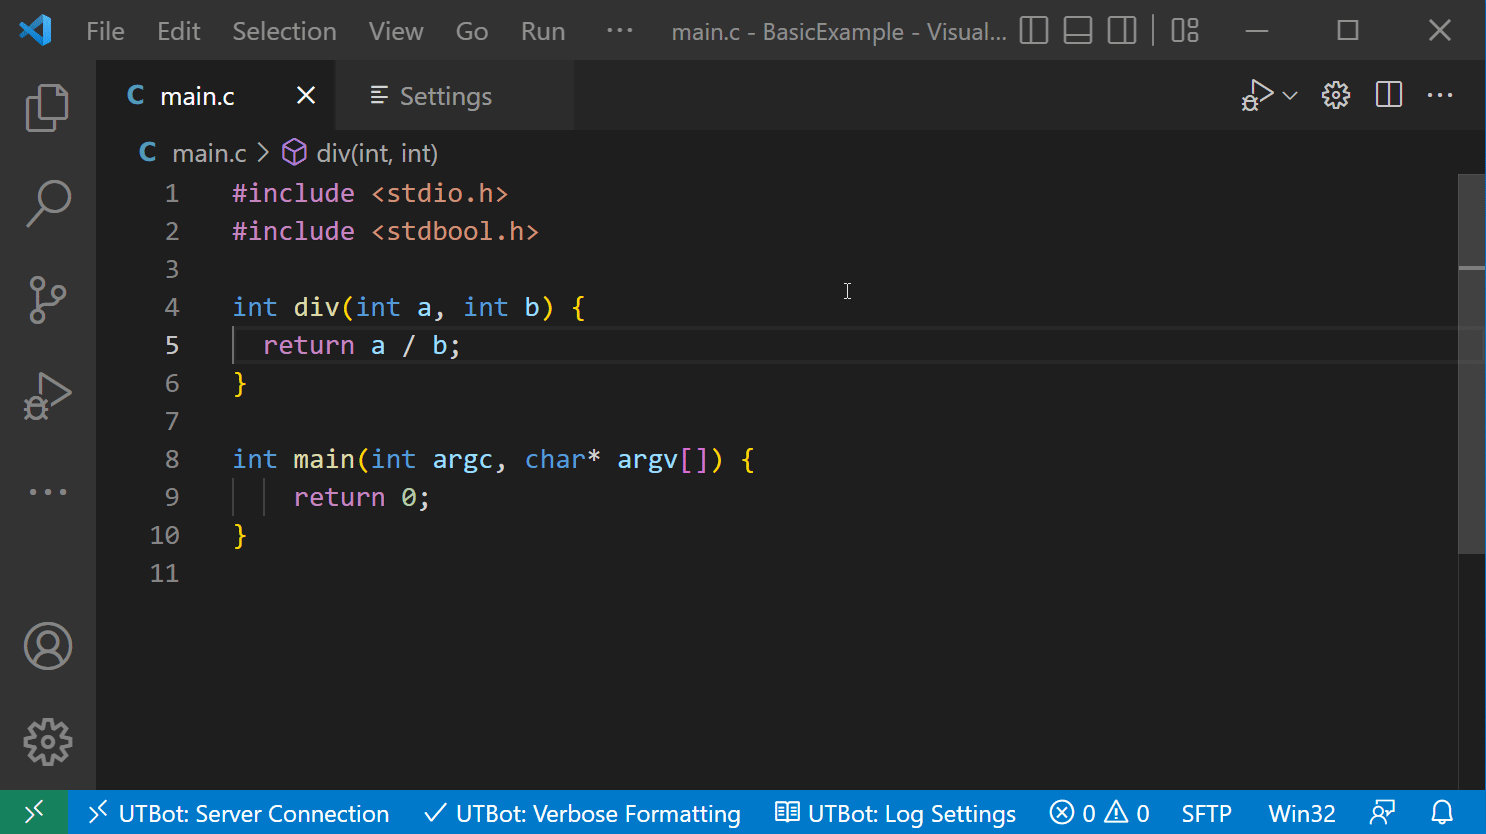 File Edit Selection View Go Run ··· main.c - BasicExample - Visual...
C main.c Settings
C main.c > div(int, int)
1 #include <stdio.h>
2 #include <stdbool.h>
3
4 int div(int a, int b) {
5   return a / b;
6 }
7
8 int main(int argc, char* argv[]) {
9     return 0;
10 }
11
UTBot: Server Connection UTBot: Verbose Formatting UTBot: Log Settings 0 0 SFTP Win32